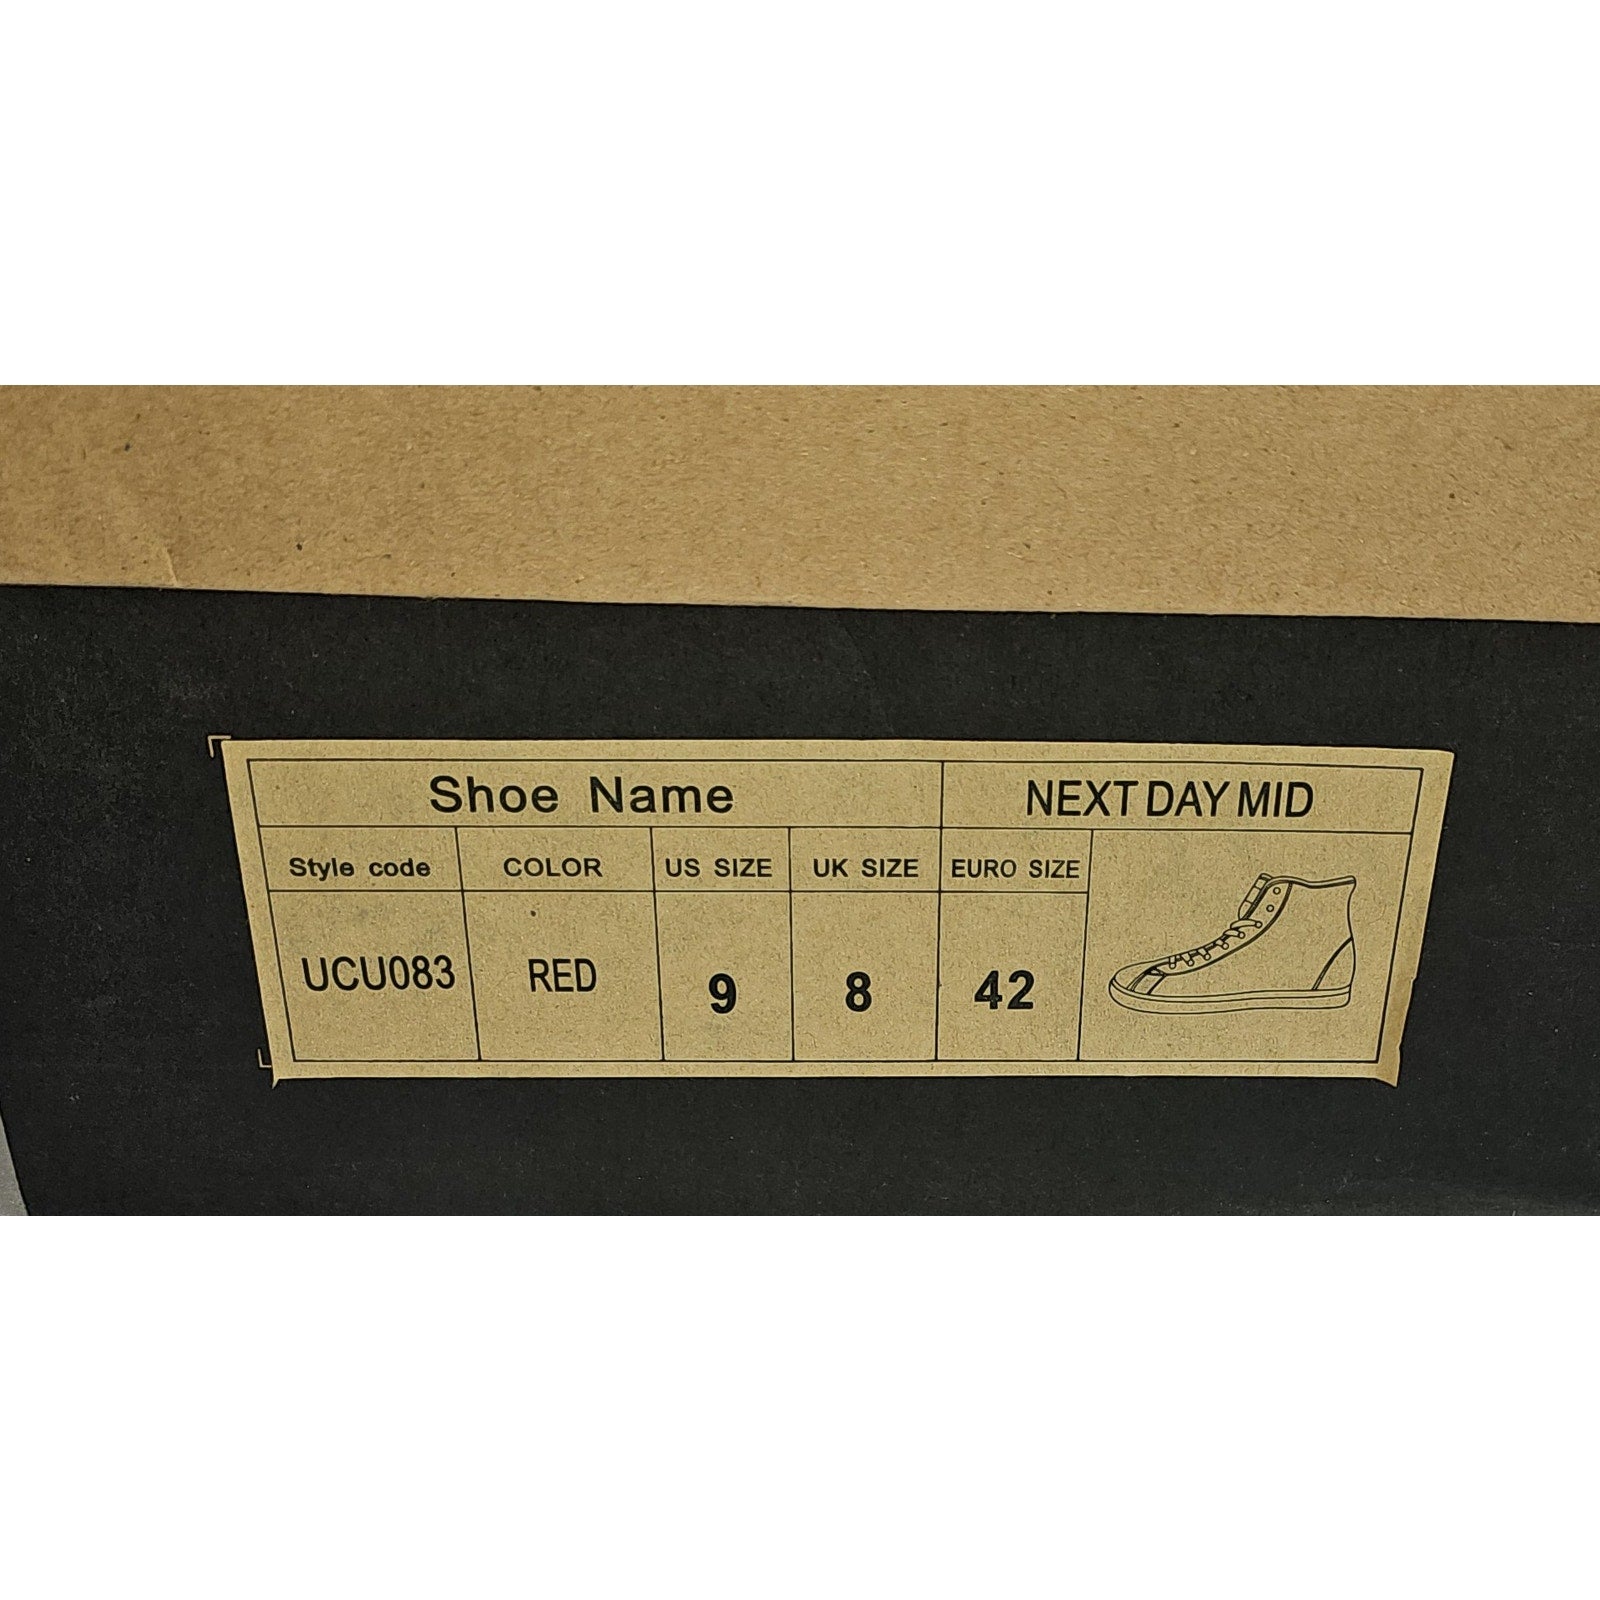 Shoe Name NEXT DAY MID
Style code COLOR US SIZE UK SIZE EURO SIZE
UCU083 RED 9 8 42